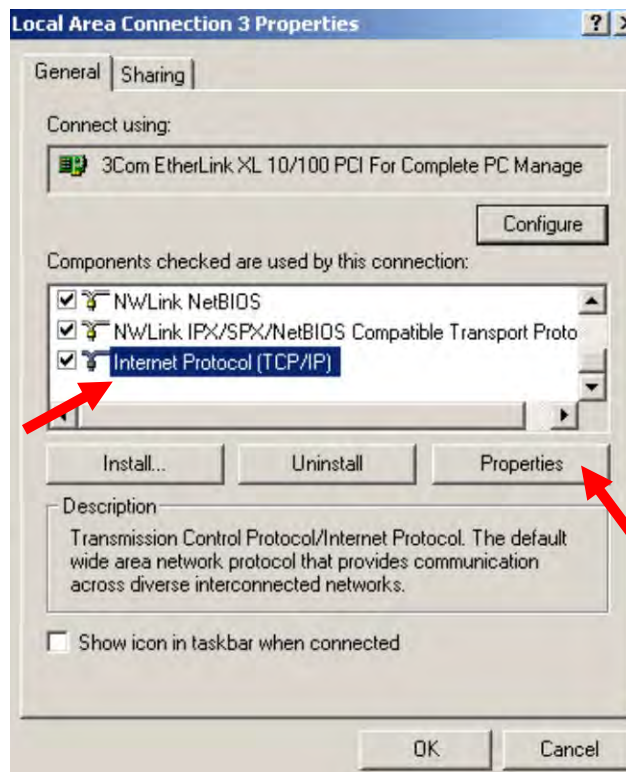 Local Area Connection 3 Properties
General Sharing
Connect using:
3Com EtherLink XL 10/100 PCI For Complete PC Manage
Configure
Components checked are used by this connection:
NWLink NetBIOS
NWLink IPX/SPX/NetBIOS Compatible Transport Proto
Internet Protocol (TCP/IP)
Install... Uninstall Properties
Description
Transmission Control Protocol/Internet Protocol. The default
wide area network protocol that provides communication
across diverse interconnected networks.
Show icon in taskbar when connected
OK Cancel